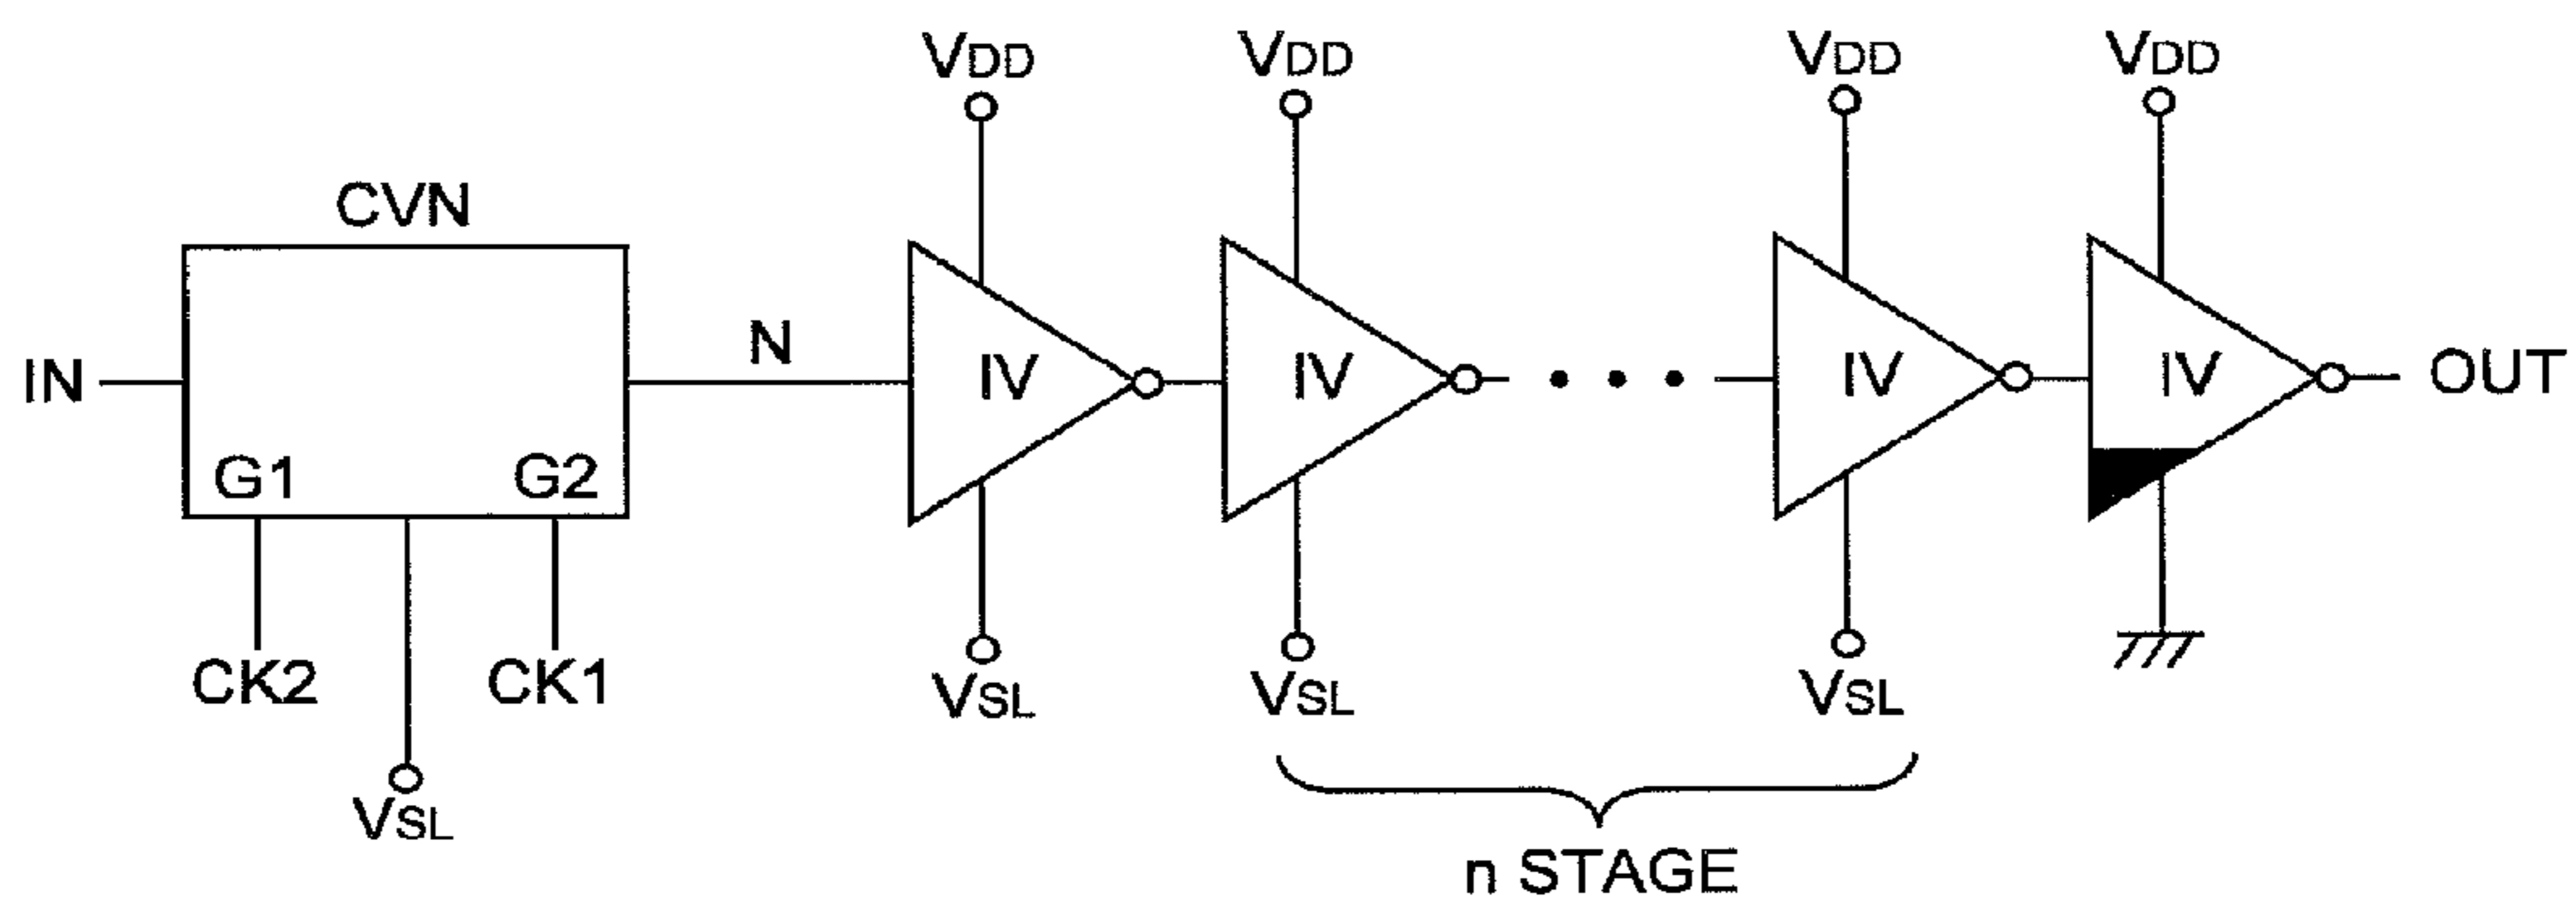 VDD VDD VDD VDD
CVN
IN N IV IV IV IV OUT
G1 G2
CK2 CK1 VSL VSL VSL
VSL
n STAGE